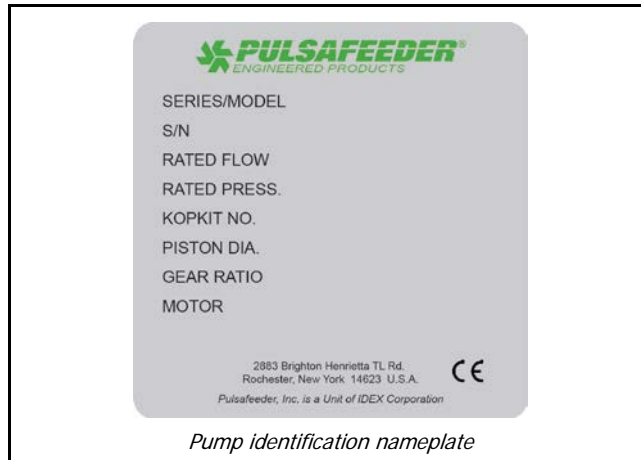 PULSAFEEDER®
ENGINEERED PRODUCTS
SERIES/MODEL
S/N
RATED FLOW
RATED PRESS.
KOPKIT NO.
PISTON DIA.
GEAR RATIO
MOTOR
2883 Brighton Henrietta TL Rd.
Rochester, New York 14623 U.S.A.
CE
Pulsafeeder, Inc. is a Unit of IDEX Corporation
Pump identification nameplate